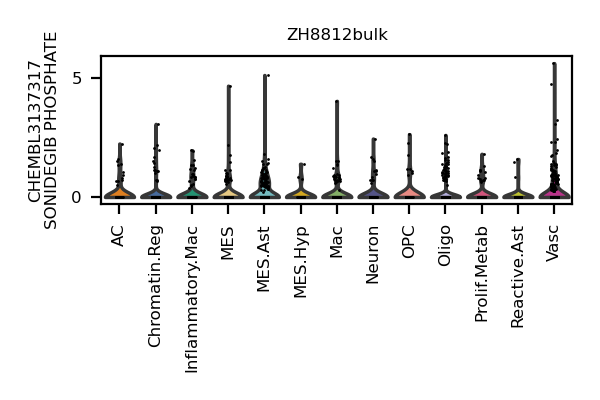 ZH8812bulk
CHEMBL3137317
SONIDEGIB PHOSPHATE
5
0
AC
Chromatin.Reg
Inflammatory.Mac
MES
MES.Ast
MES.Hyp
Mac
Neuron
OPC
Oligo
Prolif.Metab
Reactive.Ast
Vasc